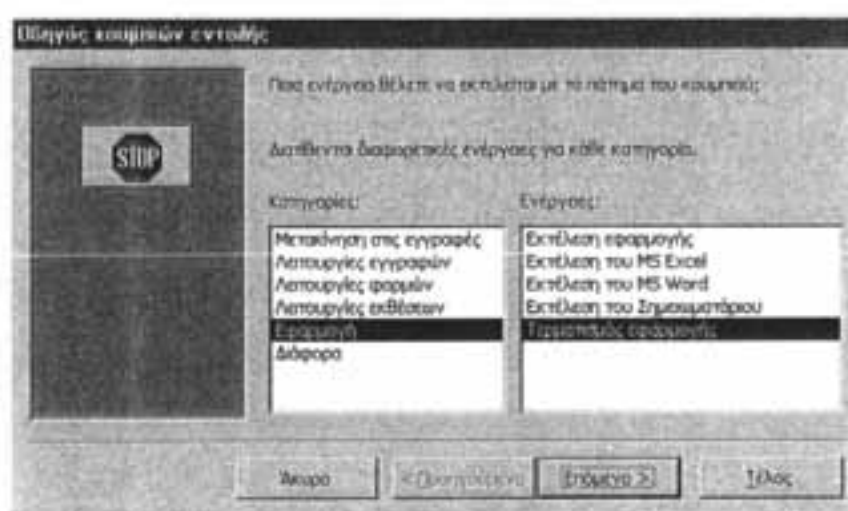 Οδηγός κουμπιών εντολής
Ποια ενέργεια θέλετε να εκτελείται με το πάτημα του κουμπιού;
STOP
Διατίθενται διαφορετικές ενέργειες για κάθε κατηγορία.
Κατηγορίες:
Ενέργειες:
Μετακίνηση στις εγγραφές
Λειτουργίες εγγραφών
Λειτουργίες φορμών
Λειτουργίες εκθέσεων
Εφαρμογή
Διάφορα
Εκτέλεση εφαρμογής
Εκτέλεση του MS Excel
Εκτέλεση του MS Word
Εκτέλεση του Σημειωματάριου
Τερματισμός εφαρμογής
Άκυρο
< Προηγούμενο
Επόμενο >
Τέλος